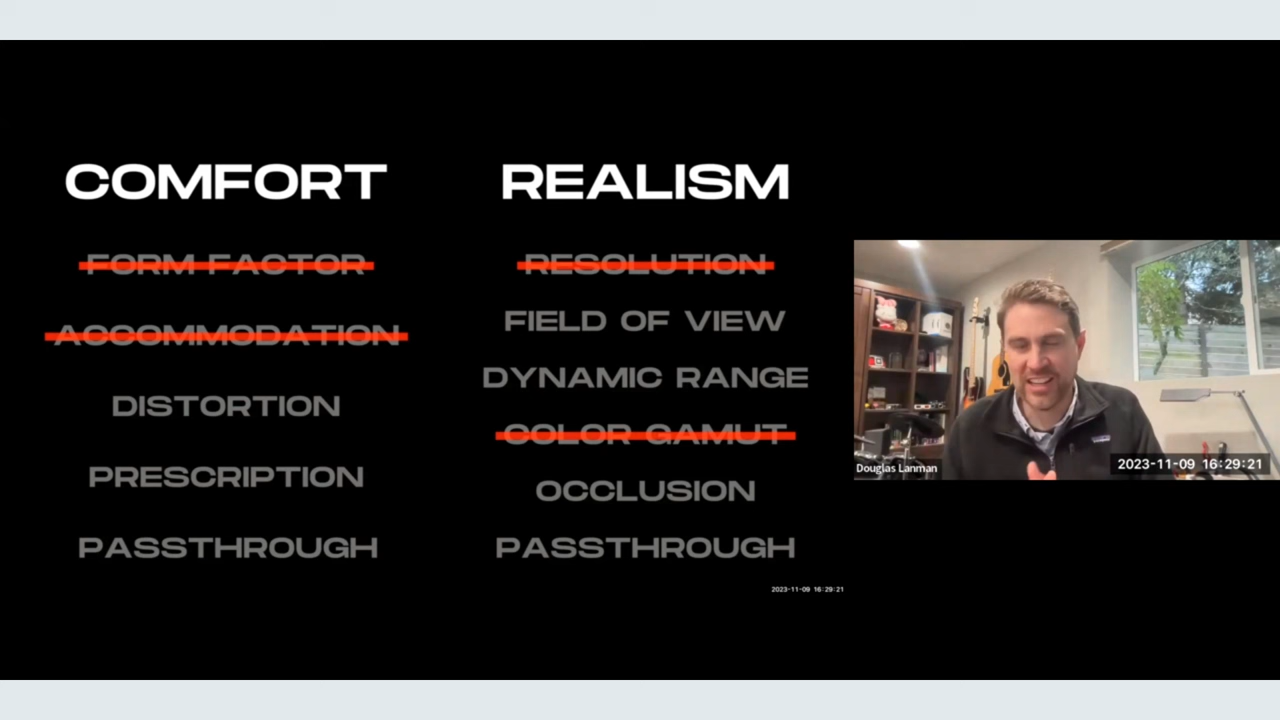 COMFORT
FORM FACTOR
ACCOMMODATION
DISTORTION
PRESCRIPTION
PASSTHROUGH
REALISM
RESOLUTION
FIELD OF VIEW
DYNAMIC RANGE
COLOR GAMUT
OCCLUSION
PASSTHROUGH
2023-11-09 16:29:21
Douglas Lanman
2023-11-09 16:29:21